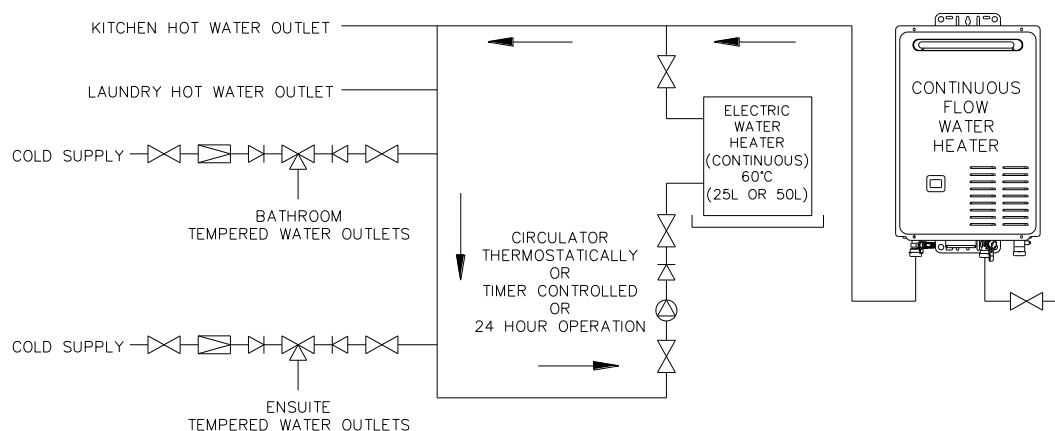 KITCHEN HOT WATER OUTLET
LAUNDRY HOT WATER OUTLET
COLD SUPPLY
BATHROOM
TEMPERED WATER OUTLETS
COLD SUPPLY
ENSUITE
TEMPERED WATER OUTLETS
CIRCULATOR
THERMOSTATICALLY
OR
TIMER CONTROLLED
OR
24 HOUR OPERATION
ELECTRIC
WATER
HEATER
(CONTINUOUS)
60°C
(25L OR 50L)
CONTINUOUS
FLOW
WATER
HEATER